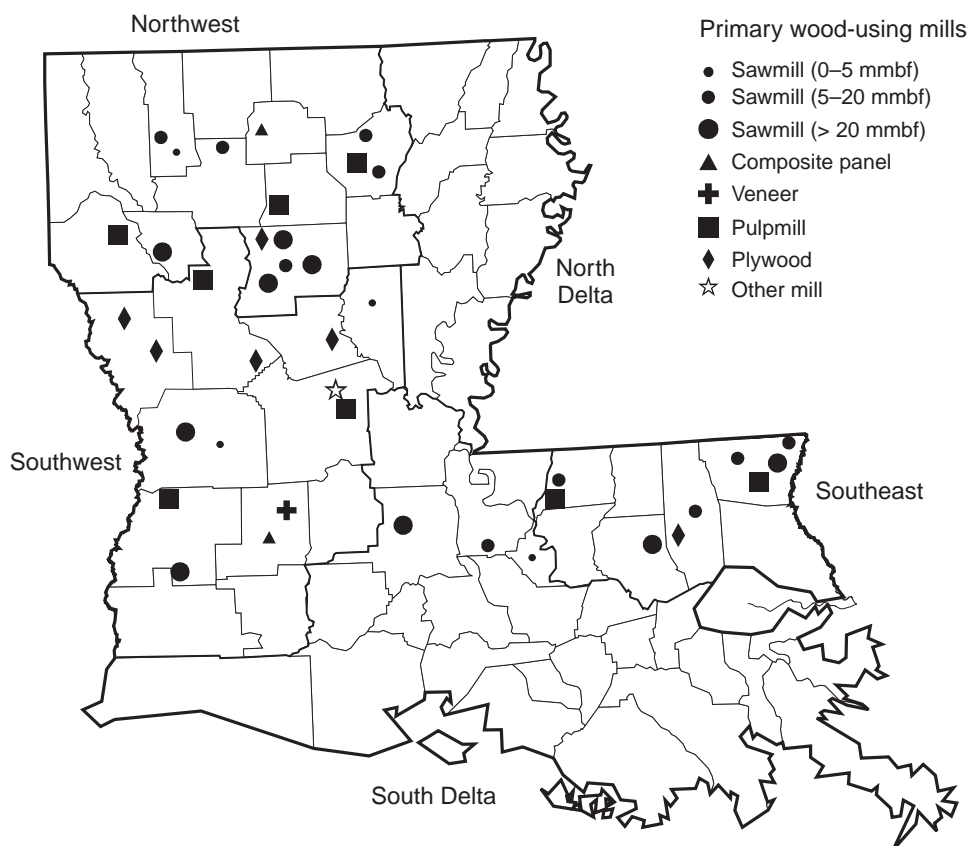 Northwest
Primary wood-using mills
Sawmill (0–5 mmbf)
Sawmill (5–20 mmbf)
Sawmill (> 20 mmbf)
Composite panel
Veneer
Pulpmill
Plywood
Other mill
North
Delta
Southwest
Southeast
South Delta